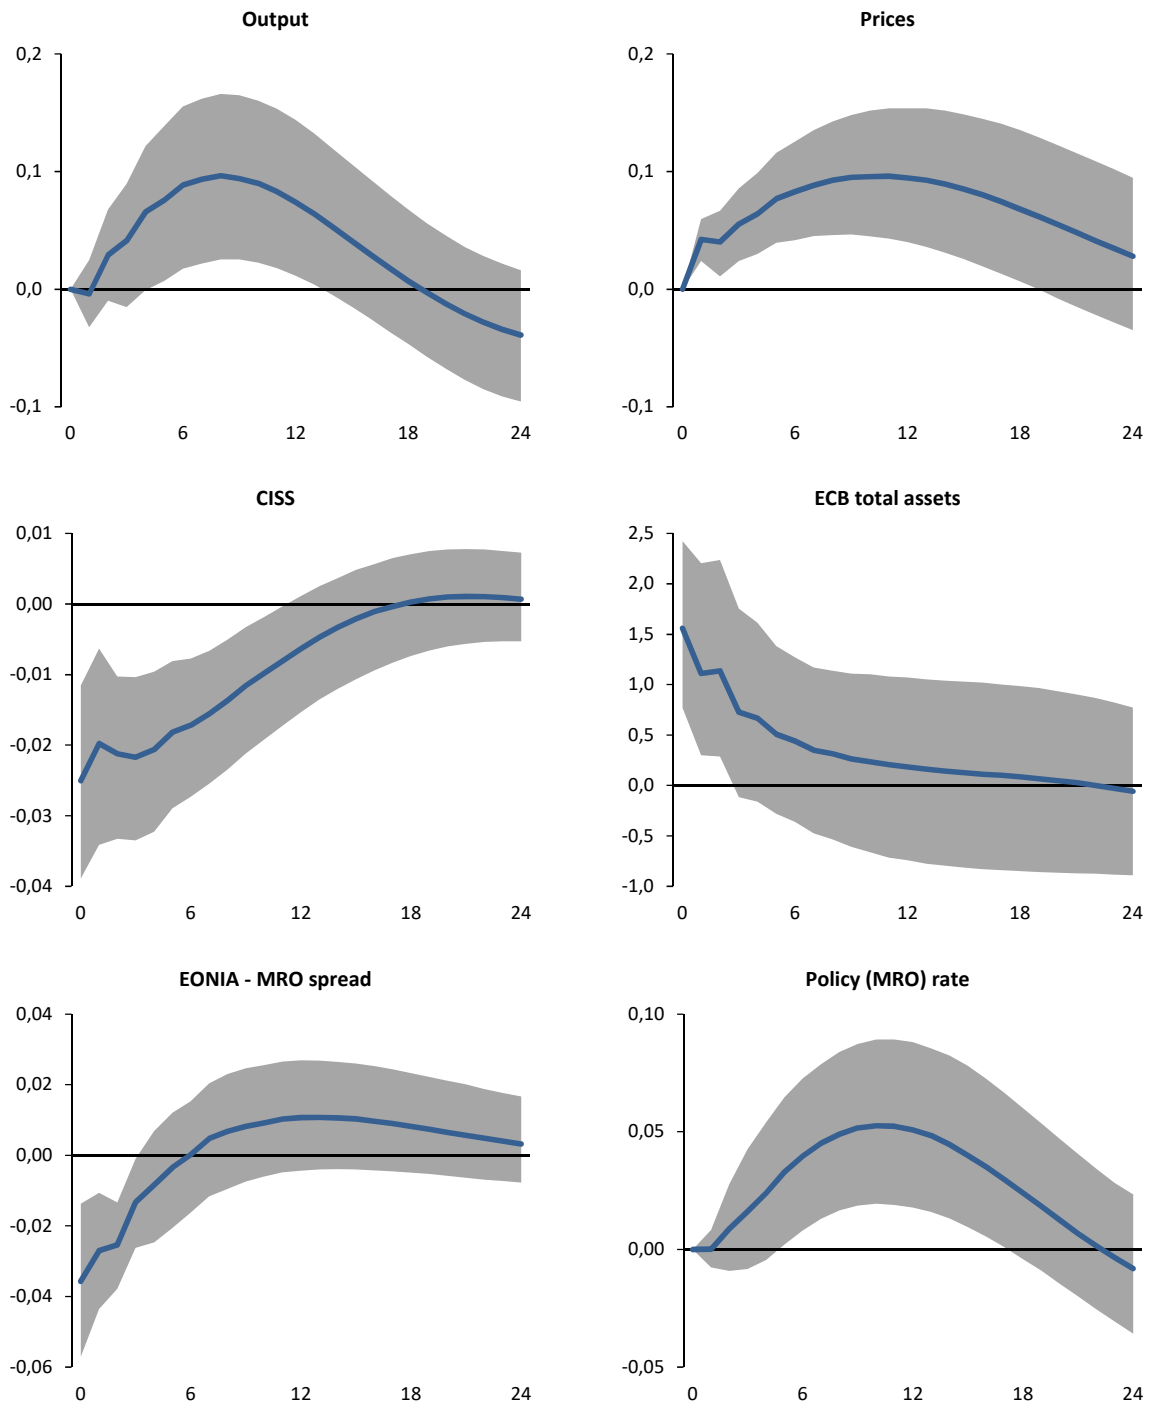 Output
0,2
0,1
0,0
-0,1
0 6 12 18 24
Prices
0,2
0,1
0,0
-0,1
0 6 12 18 24
CISS
0,01
0,00
-0,01
-0,02
-0,03
-0,04
0 6 12 18 24
ECB total assets
2,5
2,0
1,5
1,0
0,5
0,0
-0,5
-1,0
0 6 12 18 24
EONIA - MRO spread
0,04
0,02
0,00
-0,02
-0,04
-0,06
0 6 12 18 24
Policy (MRO) rate
0,10
0,05
0,00
-0,05
0 6 12 18 24